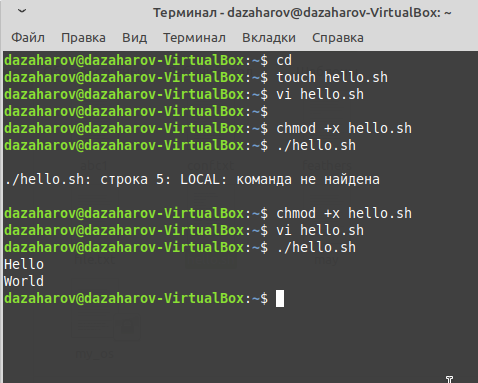 Терминал - dazaharov@dazaharov-VirtualBox: ~
Файл Правка Вид Терминал Вкладки Справка
dazaharov@dazaharov-VirtualBox:~$ cd
dazaharov@dazaharov-VirtualBox:~$ touch hello.sh
dazaharov@dazaharov-VirtualBox:~$ vi hello.sh
dazaharov@dazaharov-VirtualBox:~$
dazaharov@dazaharov-VirtualBox:~$ chmod +x hello.sh
dazaharov@dazaharov-VirtualBox:~$ ./hello.sh
./hello.sh: строка 5: LOCAL: команда не найдена
dazaharov@dazaharov-VirtualBox:~$ chmod +x hello.sh
dazaharov@dazaharov-VirtualBox:~$ vi hello.sh
dazaharov@dazaharov-VirtualBox:~$ ./hello.sh
Hello
World
dazaharov@dazaharov-VirtualBox:~$